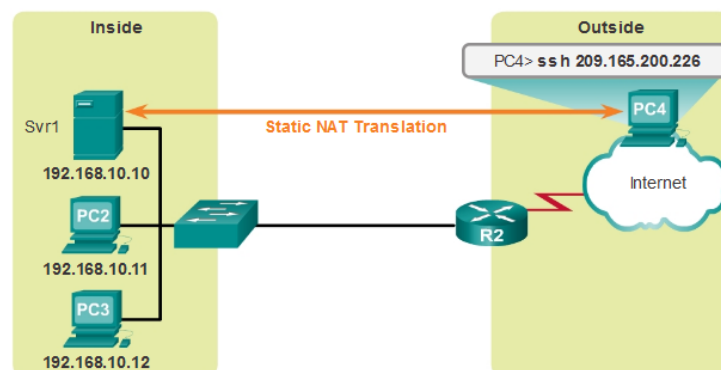 Inside
Outside
PC4> ssh 209.165.200.226
Svr1
Static NAT Translation
PC4
192.168.10.10
Internet
PC2
R2
192.168.10.11
PC3
192.168.10.12